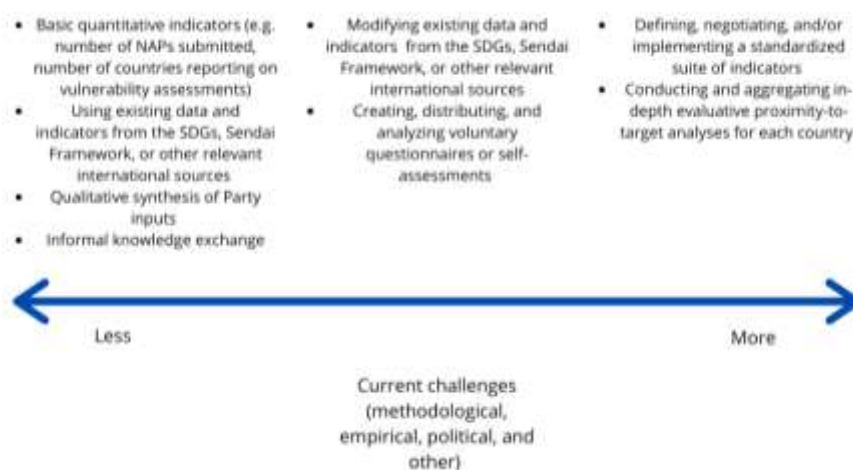 • Basic quantitative indicators (e.g.
number of NAPs submitted,
number of countries reporting on
vulnerability assessments)
• Using existing data and
indicators from the SDGs, Sendai
Framework, or other relevant
international sources
• Qualitative synthesis of Party
inputs
• Informal knowledge exchange
• Modifying existing data and
indicators from the SDGs, Sendai
Framework, or other relevant
international sources
• Creating, distributing, and
analyzing voluntary
questionnaires or self-
assessments
• Defining, negotiating, and/or
implementing a standardized
suite of indicators
• Conducting and aggregating in-
depth evaluative proximity-to-
target analyses for each country
Less
More
Current challenges
(methodological,
empirical, political, and
other)